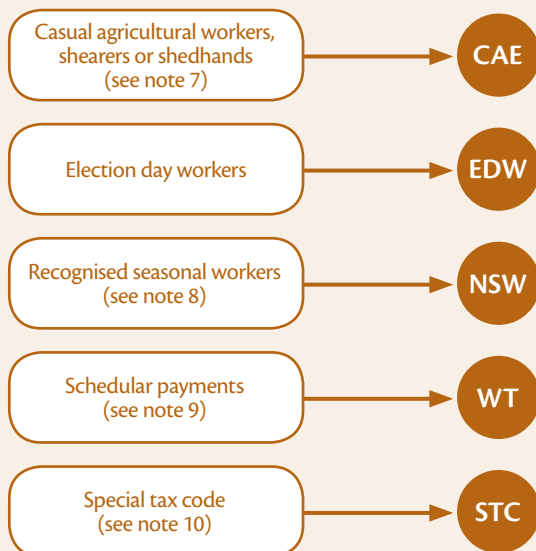 Casual agricultural workers,
shearers or shedhands
(see note 7)
CAE
Election day workers
EDW
Recognised seasonal workers
(see note 8)
NSW
Schedular payments
(see note 9)
WT
Special tax code
(see note 10)
STC